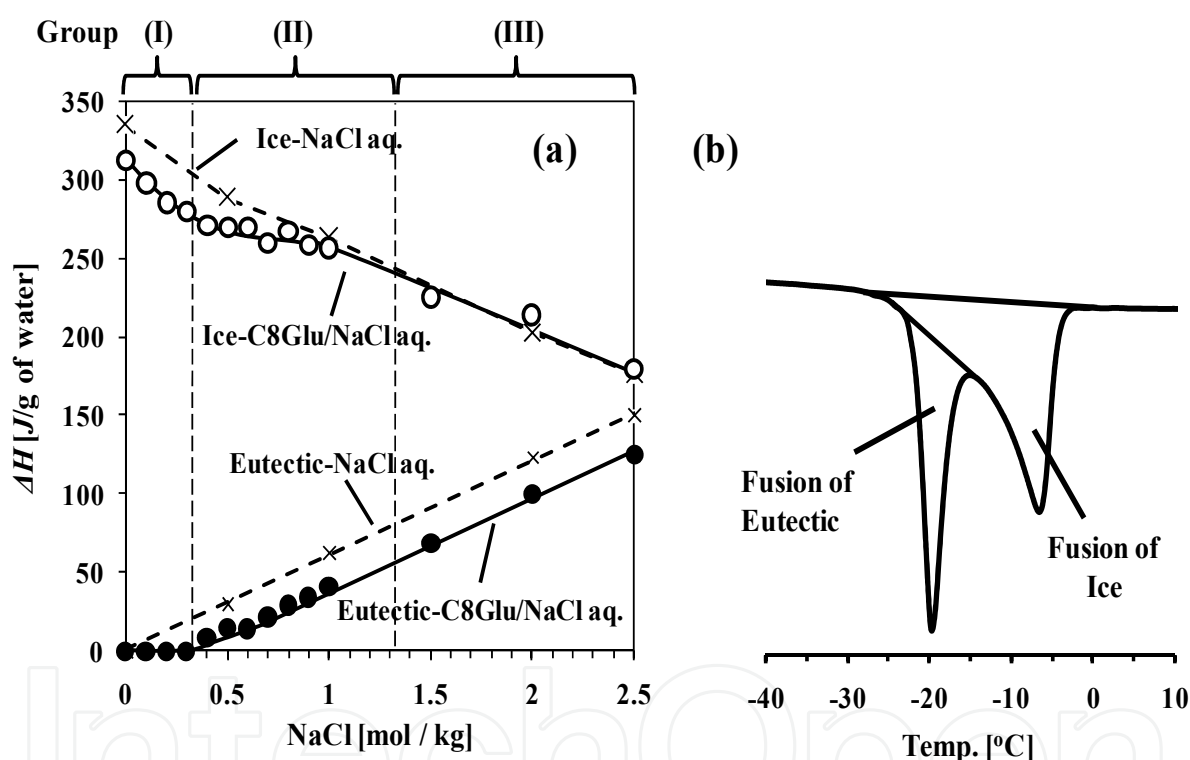 Group (I) (II) (III)
350
300
250
200
150
100
50
0
ΔH [J/g of water]
Ice-NaCl aq.
(a)
Ice-C8Glu/NaCl aq.
Eutectic-NaCl aq.
Eutectic-C8Glu/NaCl aq.
0 0.5 1 1.5 2 2.5
NaCl [mol / kg]
(b)
Fusion of
Eutectic
Fusion of
Ice
-40 -30 -20 -10 0 10
Temp. [oC]
IntechOpen